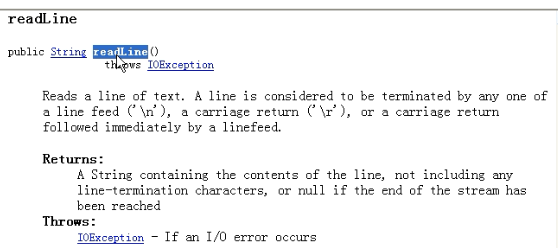 readLine
public String readLine()
throws IOException
Reads a line of text. A line is considered to be terminated by any one of
a line feed ('\n'), a carriage return ('\r'), or a carriage return
followed immediately by a linefeed.
Returns:
A String containing the contents of the line, not including any
line-termination characters, or null if the end of the stream has
been reached
Throws:
IOException - If an I/O error occurs